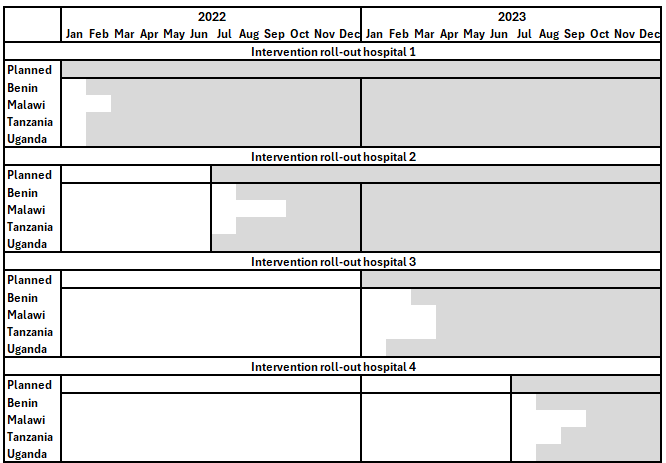 2022 2023
Jan Feb Mar Apr May Jun Jul Aug Sep Oct Nov Dec Jan Feb Mar Apr May Jun Jul Aug Sep Oct Nov Dec
Intervention roll-out hospital 1
Planned
Benin
Malawi
Tanzania
Uganda
Intervention roll-out hospital 2
Planned
Benin
Malawi
Tanzania
Uganda
Intervention roll-out hospital 3
Planned
Benin
Malawi
Tanzania
Uganda
Intervention roll-out hospital 4
Planned
Benin
Malawi
Tanzania
Uganda